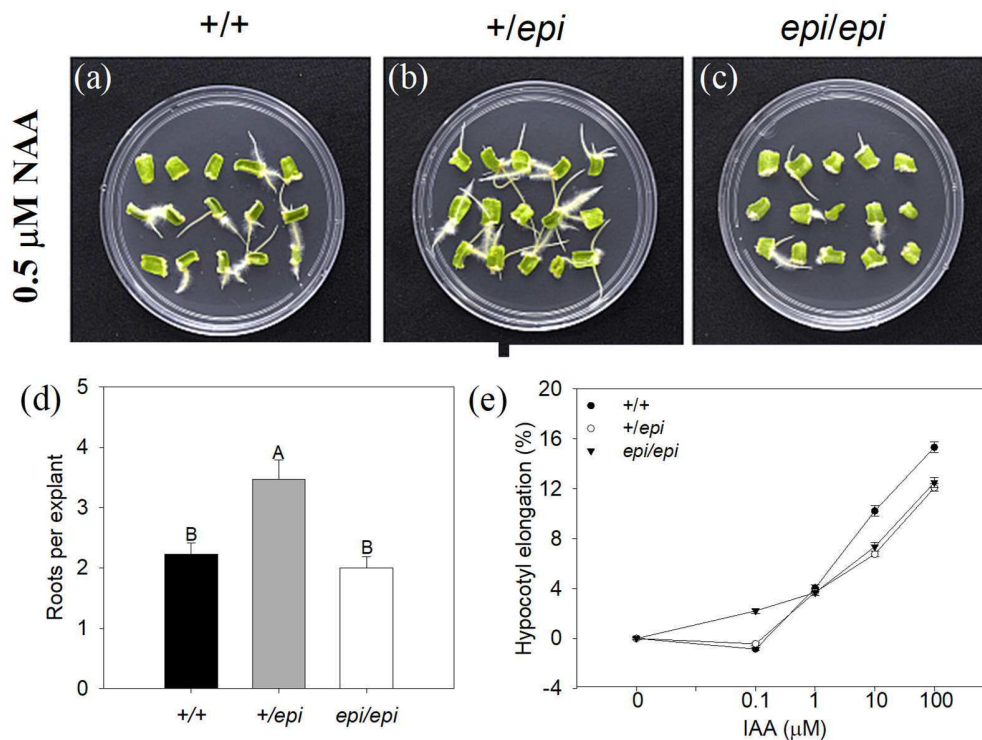 +/+
+/epi
epi/epi
0.5 µM NAA
(a)
(b)
(c)
(d)
Roots per explant
5
4
3
2
1
0
B
A
B
+/+
+/epi
epi/epi
(e)
Hypocotyl elongation (%)
20
16
12
8
4
0
-4
+/+
+/epi
epi/epi
0
0.1
1
10
100
IAA (µM)